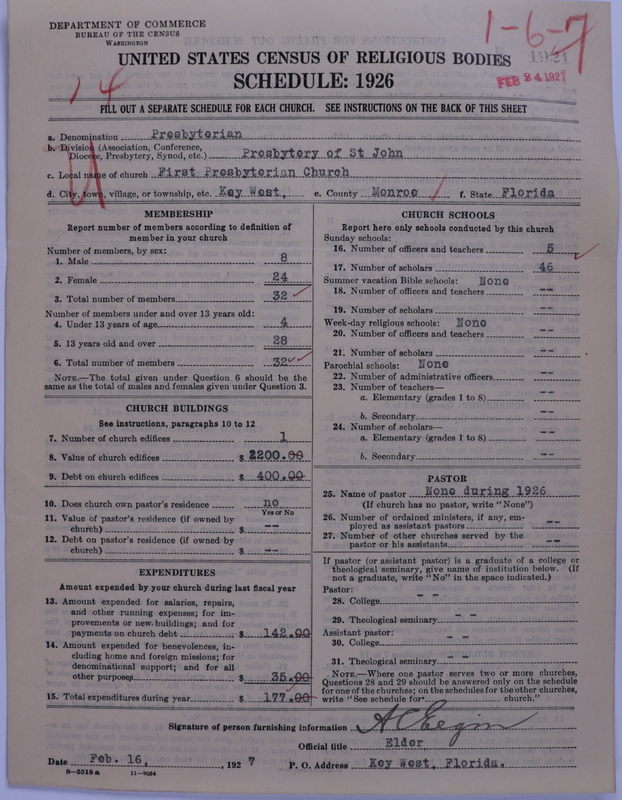 DEPARTMENT OF COMMERCE
BUREAU OF THE CENSUS
WASHINGTON
1-6-7
UNITED STATES CENSUS OF RELIGIOUS BODIES
SCHEDULE: 1926
FEB 24 1927
14
FILL OUT A SEPARATE SCHEDULE FOR EACH CHURCH. SEE INSTRUCTIONS ON THE BACK OF THIS SHEET
a. Denomination Presbyterian
b. Division (Association, Conference, Diocese, Presbytery, Synod, etc.) Presbytery of St John
c. Local name of church First Presbyterian Church
d. City, town, village, or township, etc. Key West, e. County Monroe f. State Florida
MEMBERSHIP
Report number of members according to definition of
member in your church
Number of members, by sex:
1. Male 8
2. Female 24
3. Total number of members 32
Number of members under and over 13 years old:
4. Under 13 years of age 4
5. 13 years old and over 28
6. Total number of members 32
NOTE.—The total given under Question 6 should be the
same as the total of males and females given under Question 3.
CHURCH BUILDINGS
See instructions, paragraphs 10 to 12
7. Number of church edifices 1
8. Value of church edifices $ 2200.00
9. Debt on church edifices $ 400.00
10. Does church own pastor's residence no
Yes or No
11. Value of pastor's residence (if owned by
church) $ --
12. Debt on pastor's residence (if owned by
church) $ --
EXPENDITURES
Amount expended by your church during last fiscal year
13. Amount expended for salaries, repairs,
and other running expenses; for im-
provements or new buildings; and for
payments on church debt $ 142.00
14. Amount expended for benevolences, in-
cluding home and foreign missions; for
denominational support; and for all
other purposes $ 35.00
15. Total expenditures during year $ 177.00
CHURCH SCHOOLS
Report here only schools conducted by this church
Sunday schools:
16. Number of officers and teachers 5
17. Number of scholars 46
Summer vacation Bible schools: None
18. Number of officers and teachers --
19. Number of scholars --
Week-day religious schools: None
20. Number of officers and teachers --
21. Number of scholars --
Parochial schools: None
22. Number of administrative officers --
23. Number of teachers—
a. Elementary (grades 1 to 8) --
b. Secondary --
24. Number of scholars—
a. Elementary (grades 1 to 8) --
b. Secondary --
PASTOR
25. Name of pastor None during 1926
(If church has no pastor, write "None")
26. Number of ordained ministers, if any, em-
ployed as assistant pastors --
27. Number of other churches served by the
pastor or his assistants --
If pastor (or assistant pastor) is a graduate of a college or
theological seminary, give name of institution below. (If
not a graduate, write "No" in the space indicated.)
Pastor:
28. College - -
29. Theological seminary - -
Assistant pastor:
30. College - -
31. Theological seminary - -
NOTE.—Where one pastor serves two or more churches,
Questions 28 and 29 should be answered only on the schedule
for one of the churches; on the schedules for the other churches,
write "See schedule for church."
Signature of person furnishing information
Official title Elder
Date Feb. 16, 1927 P. O. Address Key West, Florida.
8—5518 a 11—9084